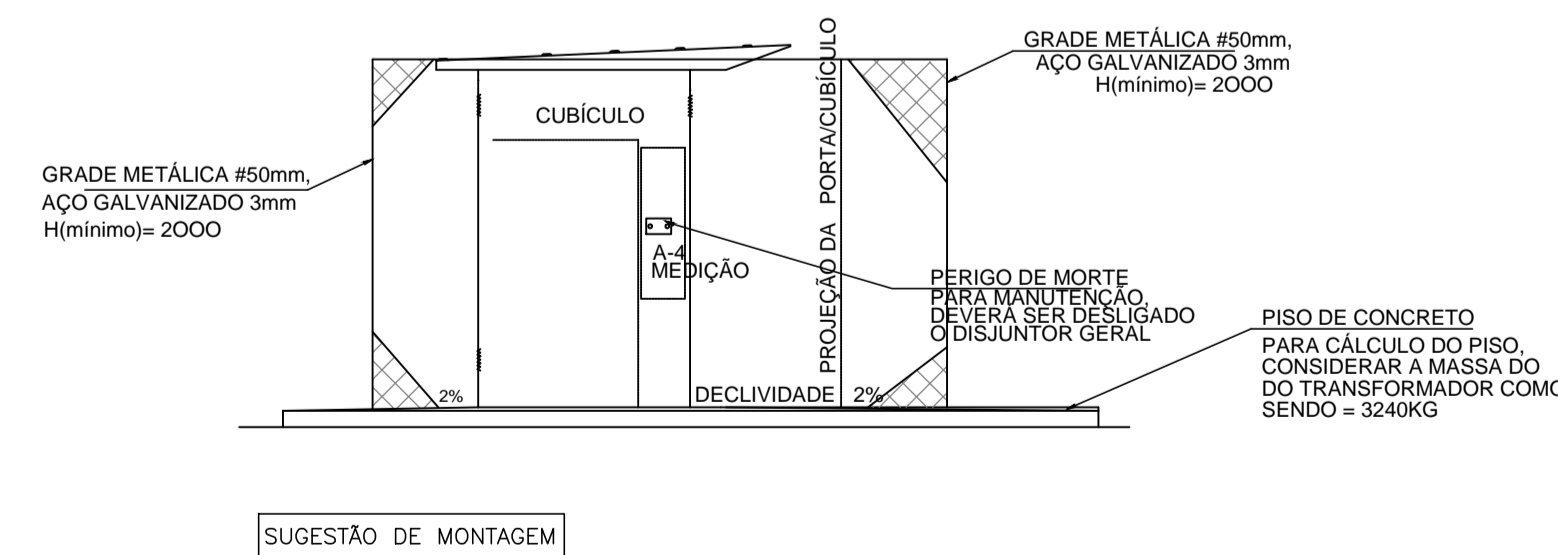 GRADE METÁLICA #50mm,
AÇO GALVANIZADO 3mm
H(mínimo)= 2OOO
PROJEÇÃO DA PORTA/CUBÍCULO
CUBÍCULO
GRADE METÁLICA #50mm,
AÇO GALVANIZADO 3mm
H(mínimo)= 2OOO
A-4
MEDIÇÃO
PERIGO DE MORTE
PARA MANUTENÇÃO,
DEVERÁ SER DESLIGADO
O DISJUNTOR GERAL
PISO DE CONCRETO
PARA CÁLCULO DO PISO,
CONSIDERAR A MASSA DO
DO TRANSFORMADOR COMO
SENDO = 3240KG
2%
DECLIVIDADE 2%
SUGESTÃO DE MONTAGEM